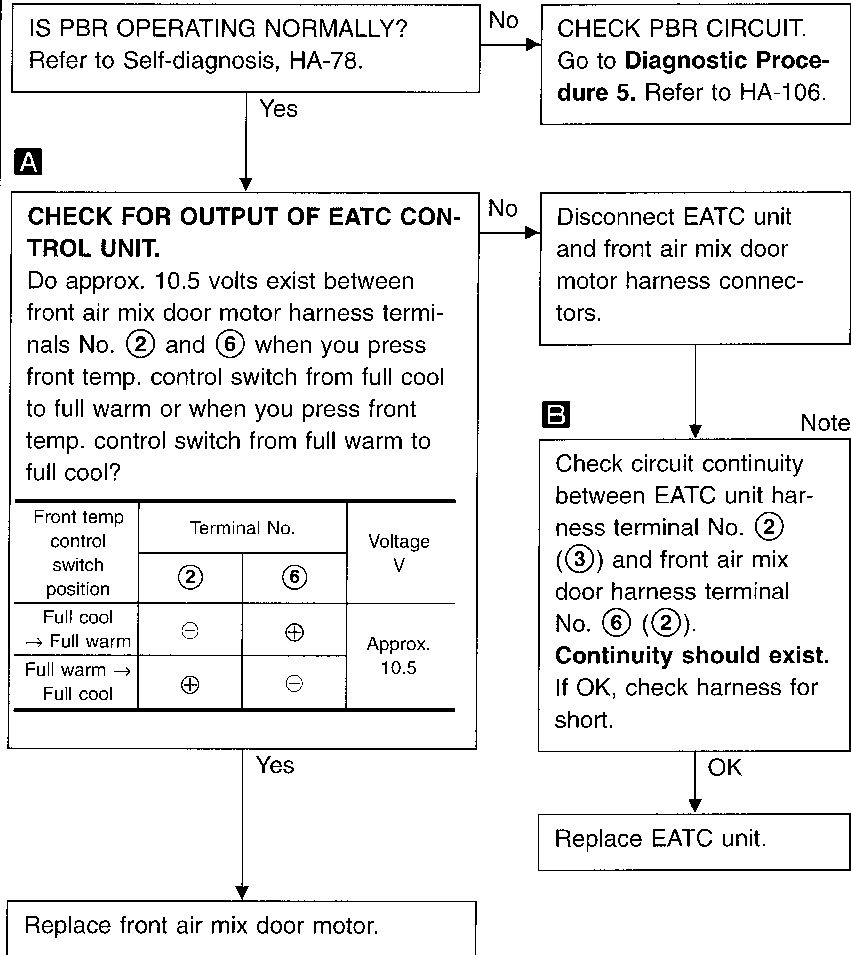 IS PBR OPERATING NORMALLY?
Refer to Self-diagnosis, HA-78.
No
CHECK PBR CIRCUIT.
Go to Diagnostic Proce-
dure 5. Refer to HA-106.
Yes
A
CHECK FOR OUTPUT OF EATC CON-
TROL UNIT.
Do approx. 10.5 volts exist between
front air mix door motor harness termi-
nals No. ② and ⑥ when you press
front temp. control switch from full cool
to full warm or when you press front
temp. control switch from full warm to
full cool?
Front temp
control
switch
position
Terminal No.
② ⑥
Voltage
V
Full cool
→ Full warm
⊖ ⊕
Full warm →
Full cool
⊕ ⊖
Approx.
10.5
No
Disconnect EATC unit
and front air mix door
motor harness connec-
tors.
B
Note
Check circuit continuity
between EATC unit har-
ness terminal No. ②
(③) and front air mix
door harness terminal
No. ⑥ (②).
Continuity should exist.
If OK, check harness for
short.
Yes
OK
Replace EATC unit.
Replace front air mix door motor.